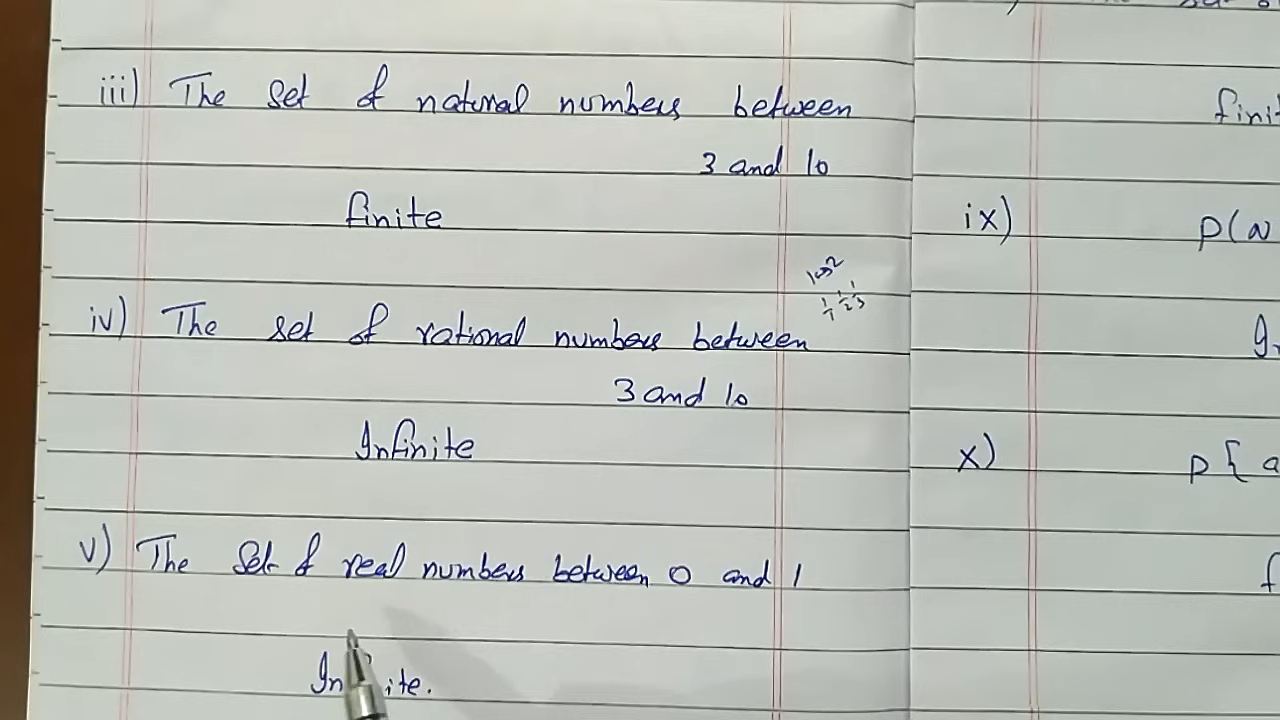 iii) The set of natural numbers between
3 and 10
finite
iv) The set of rational numbers between
3 and 10
Infinite
v) The set of real numbers between 0 and 1
ix)
x)